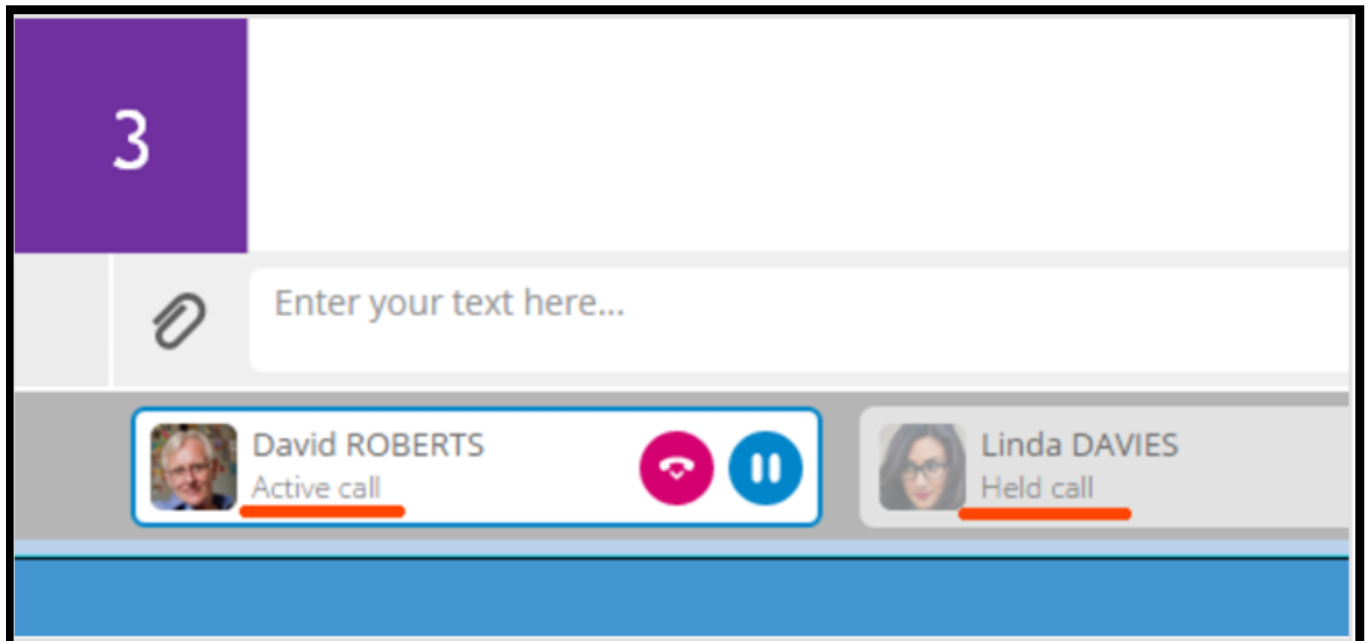 3
Enter your text here...
David ROBERTS
Active call
Linda DAVIES
Held call